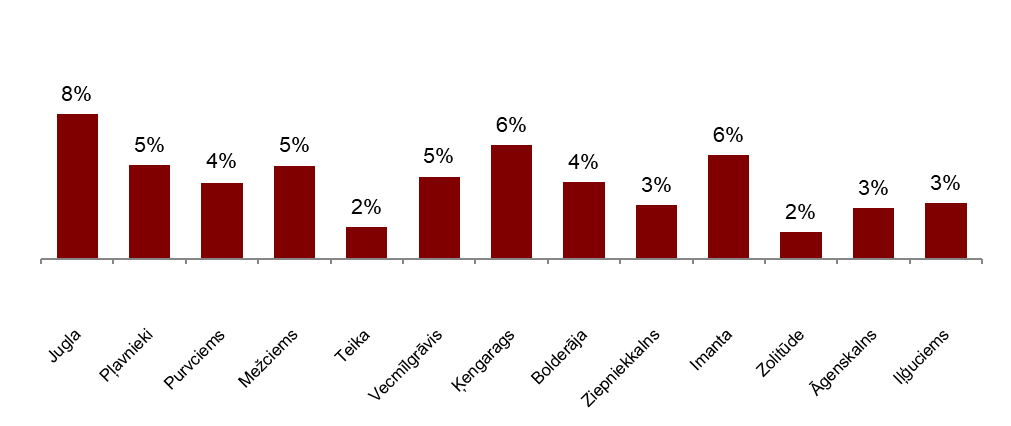 8%
5%
4%
5%
2%
5%
6%
4%
3%
6%
2%
3%
3%
Jugla
Pļavnieki
Purvciems
Mežciems
Teika
Vecmīlgrāvis
Ķengarags
Bolderāja
Ziepniekkalns
Imanta
Zolitūde
Āgenskalns
Iļģuciems